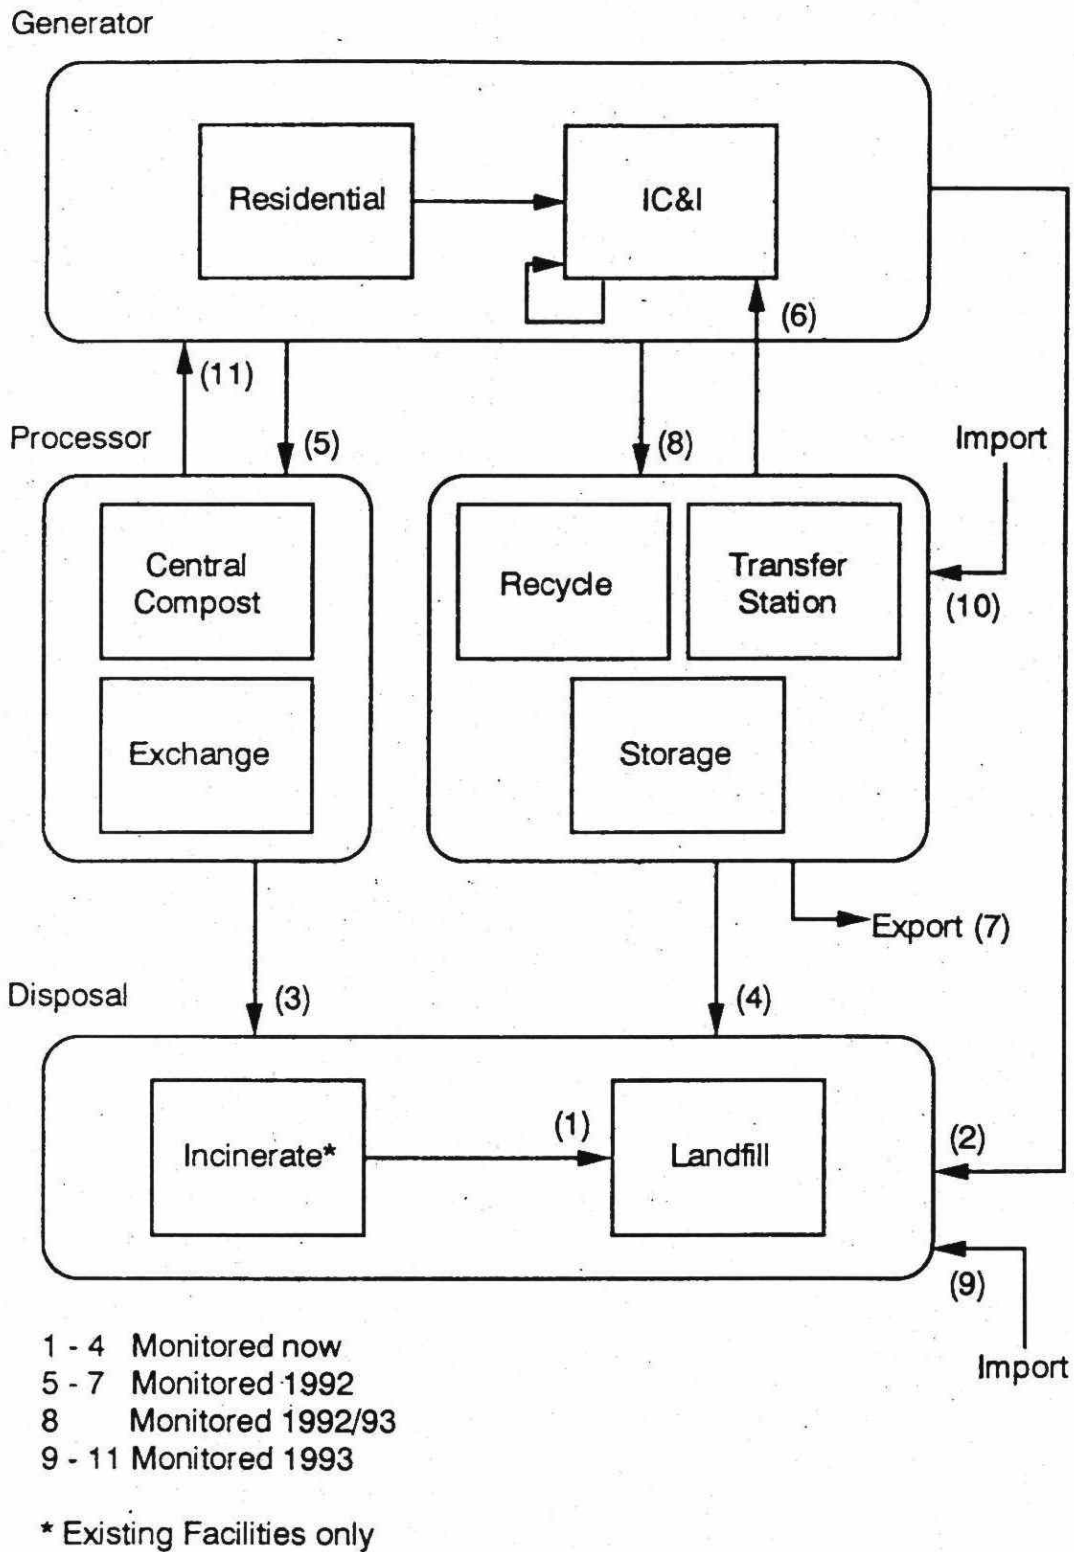 Generator
Residential
IC&I
(6)
(11)
Processor
(5)
(8)
Import
Central
Compost
Recycle
Transfer
Station
(10)
Exchange
Storage
Export (7)
Disposal
(3)
(4)
(1)
Incinerate*
Landfill
(2)
(9)
Import
1 - 4 Monitored now
5 - 7 Monitored 1992
8 Monitored 1992/93
9 - 11 Monitored 1993
* Existing Facilities only